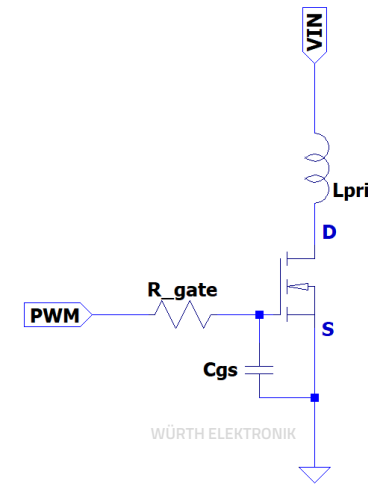 VIN
Lpri
D
R_gate
PWM
S
Cgs
WÜRTH ELEKTRONIK